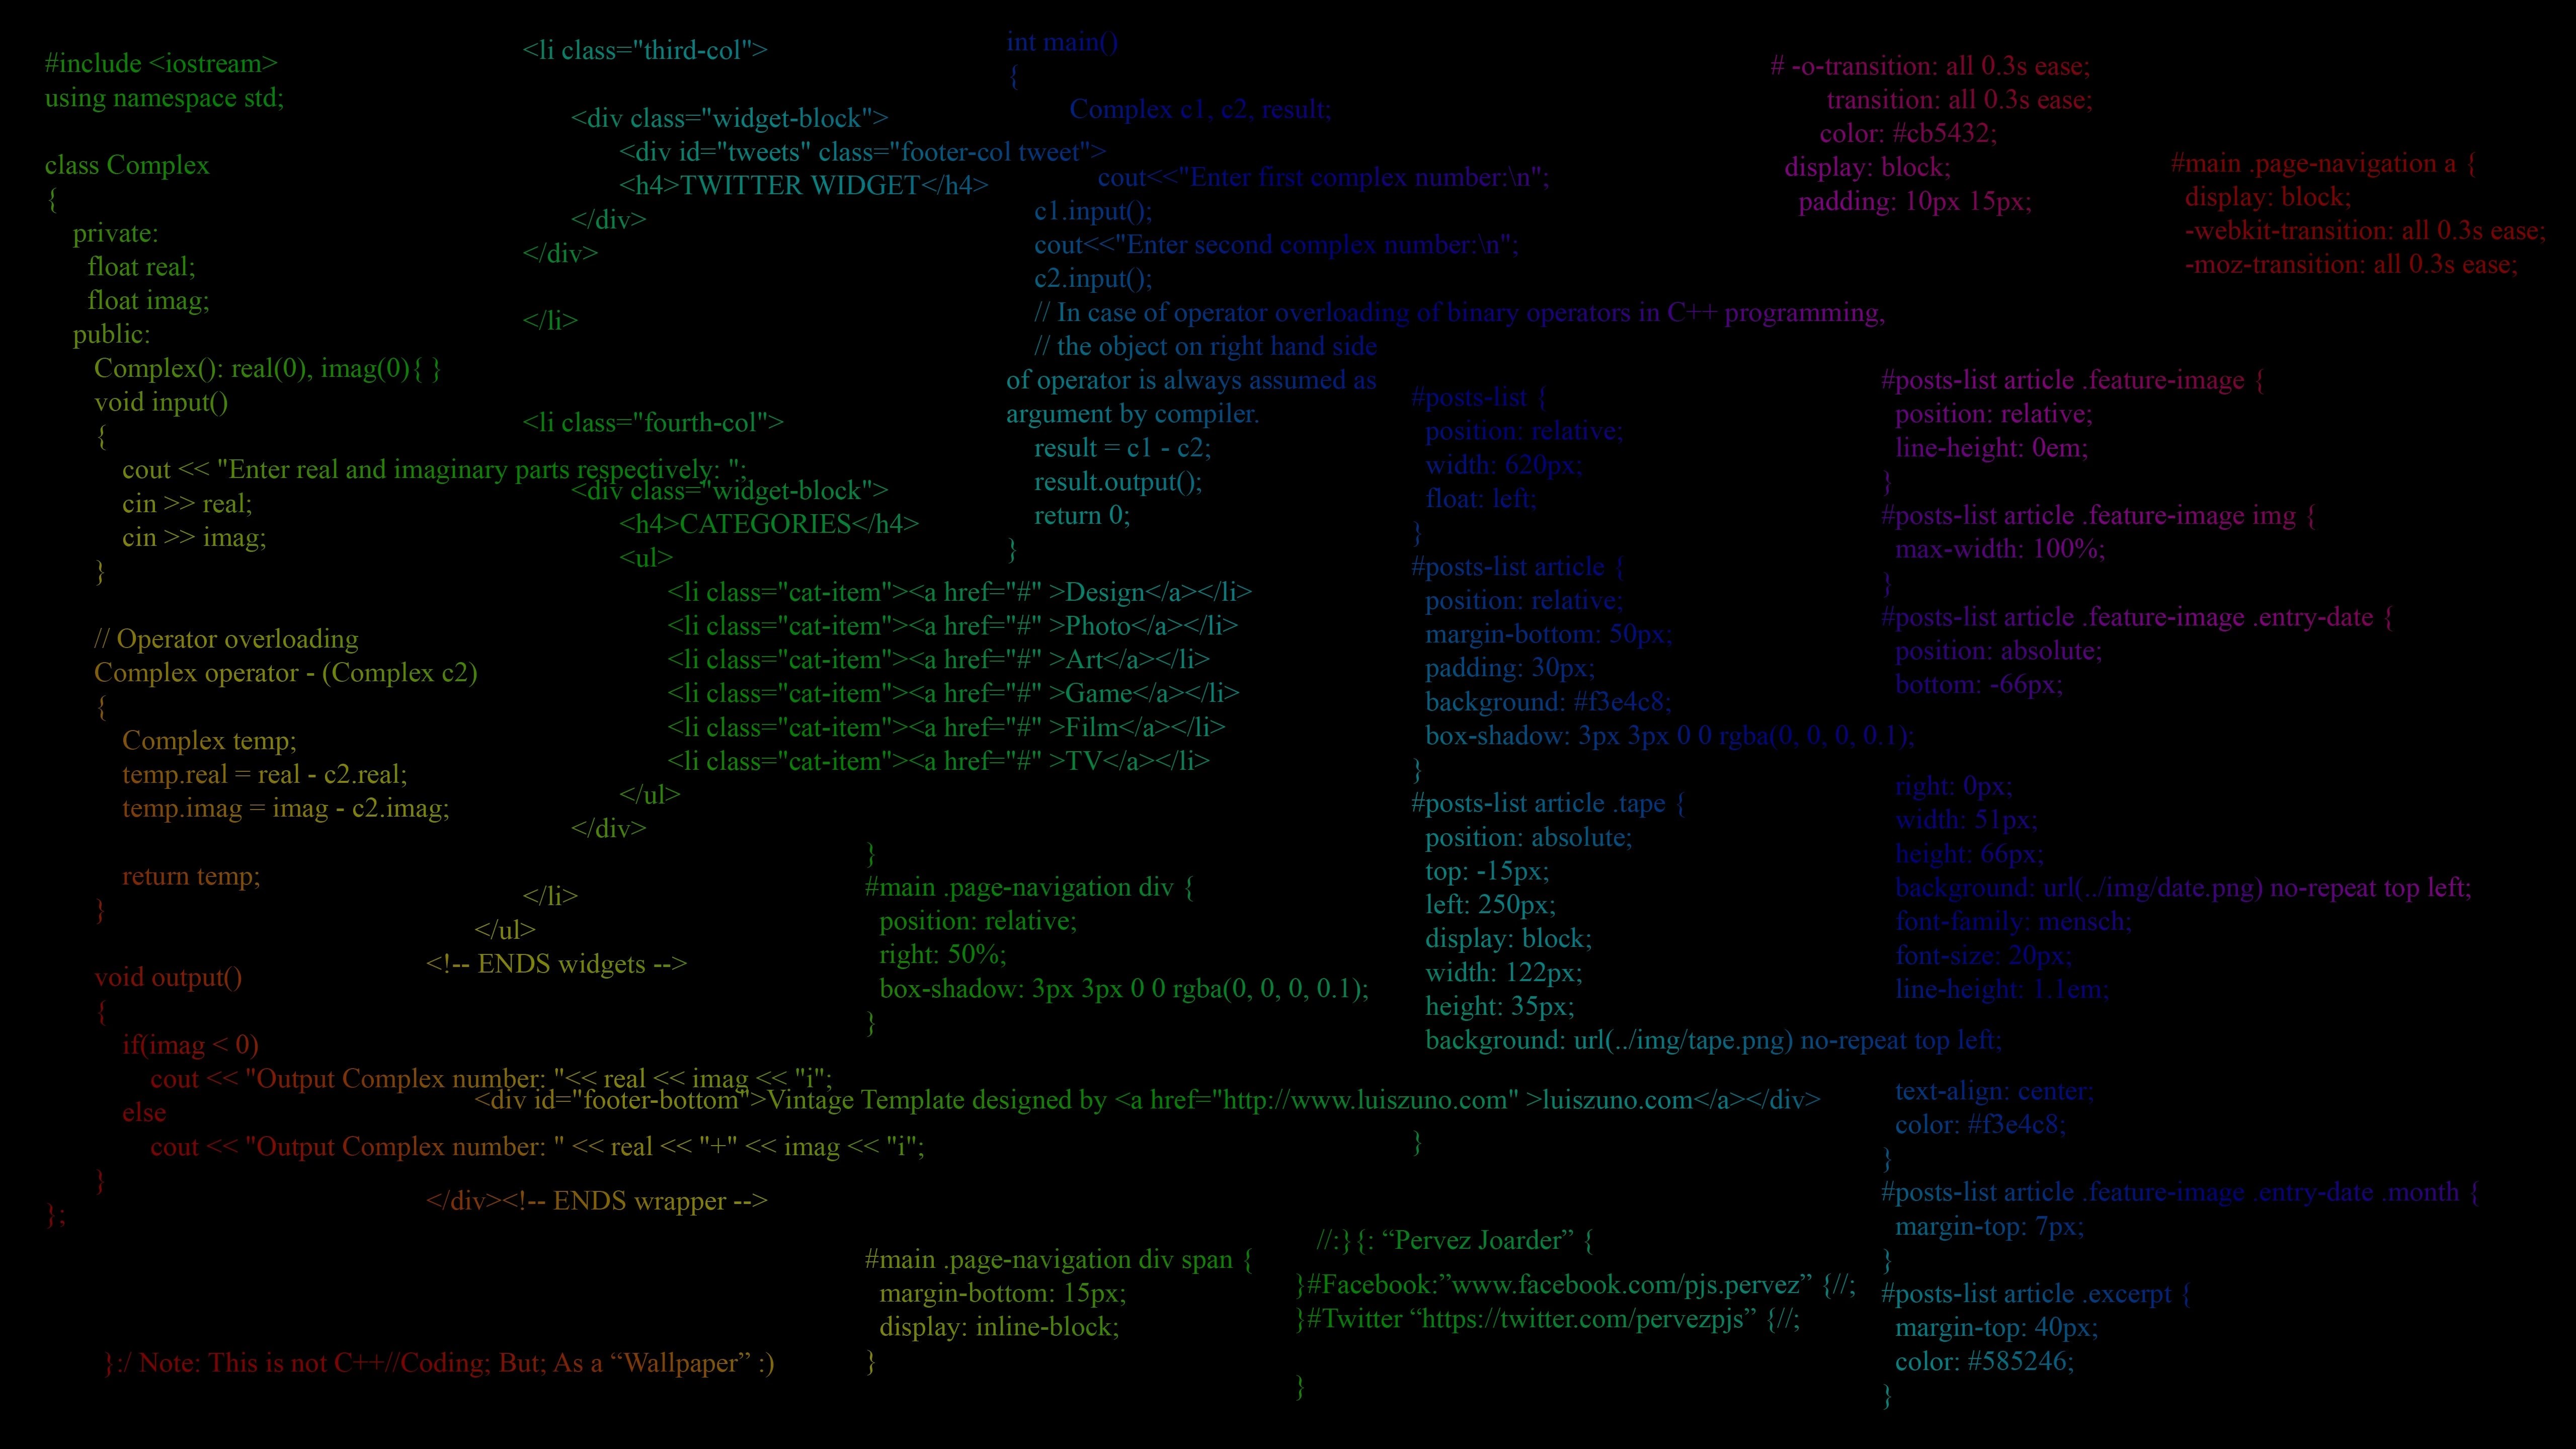 #include <iostream>
using namespace std;
class Complex
{
private:
float real;
float imag;
public:
Complex(): real(0), imag(0){ }
void input()
{
cout << "Enter real and imaginary parts respectively: ";
cin >> real;
cin >> imag;
}
// Operator overloading
Complex operator - (Complex c2)
{
Complex temp;
temp.real = real - c2.real;
temp.imag = imag - c2.imag;
return temp;
}
void output()
{
if(imag < 0)
cout << "Output Complex number: "<< real << imag << "i";
else
cout << "Output Complex number: " << real << "+" << imag << "i";
}
};
}:/ Note: This is not C++//Coding; But; As a “Wallpaper” :)
<li class="third-col">
<div class="widget-block">
<div id="tweets" class="footer-col tweet">
<h4>TWITTER WIDGET</h4>
</div>
</div>
</li>
<li class="fourth-col">
<div class="widget-block">
<h4>CATEGORIES</h4>
<ul>
<li class="cat-item"><a href="#" >Design</a></li>
<li class="cat-item"><a href="#" >Photo</a></li>
<li class="cat-item"><a href="#" >Art</a></li>
<li class="cat-item"><a href="#" >Game</a></li>
<li class="cat-item"><a href="#" >Film</a></li>
<li class="cat-item"><a href="#" >TV</a></li>
</ul>
</div>
</li>
</ul>
<!-- ENDS widgets -->
<div id="footer-bottom">Vintage Template designed by <a href="http://www.luiszuno.com" >luiszuno.com</a></div>
</div><!-- ENDS wrapper -->
}
#main .page-navigation div {
position: relative;
right: 50%;
box-shadow: 3px 3px 0 0 rgba(0, 0, 0, 0.1);
}
#main .page-navigation div span {
margin-bottom: 15px;
display: inline-block;
}
int main()
{
Complex c1, c2, result;
cout<<"Enter first complex number:\n";
c1.input();
cout<<"Enter second complex number:\n";
c2.input();
// In case of operator overloading of binary operators in C++ programming,
// the object on right hand side
of operator is always assumed as
argument by compiler.
result = c1 - c2;
result.output();
return 0;
}
#posts-list {
position: relative;
width: 620px;
float: left;
}
#posts-list article {
position: relative;
margin-bottom: 50px;
padding: 30px;
background: #f3e4c8;
box-shadow: 3px 3px 0 0 rgba(0, 0, 0, 0.1);
}
#posts-list article .tape {
position: absolute;
top: -15px;
left: 250px;
display: block;
width: 122px;
height: 35px;
background: url(../img/tape.png) no-repeat top left;
}
//:}{: “Pervez Joarder” {
}#Facebook:”www.facebook.com/pjs.pervez” {//;
}#Twitter “https://twitter.com/pervezpjs” {//;
}
# -o-transition: all 0.3s ease;
transition: all 0.3s ease;
color: #cb5432;
display: block;
padding: 10px 15px;
#main .page-navigation a {
display: block;
-webkit-transition: all 0.3s ease;
-moz-transition: all 0.3s ease;
#posts-list article .feature-image {
position: relative;
line-height: 0em;
}
#posts-list article .feature-image img {
max-width: 100%;
}
#posts-list article .feature-image .entry-date {
position: absolute;
bottom: -66px;
right: 0px;
width: 51px;
height: 66px;
background: url(../img/date.png) no-repeat top left;
font-family: mensch;
font-size: 20px;
line-height: 1.1em;
text-align: center;
color: #f3e4c8;
}
#posts-list article .feature-image .entry-date .month {
margin-top: 7px;
}
#posts-list article .excerpt {
margin-top: 40px;
color: #585246;
}